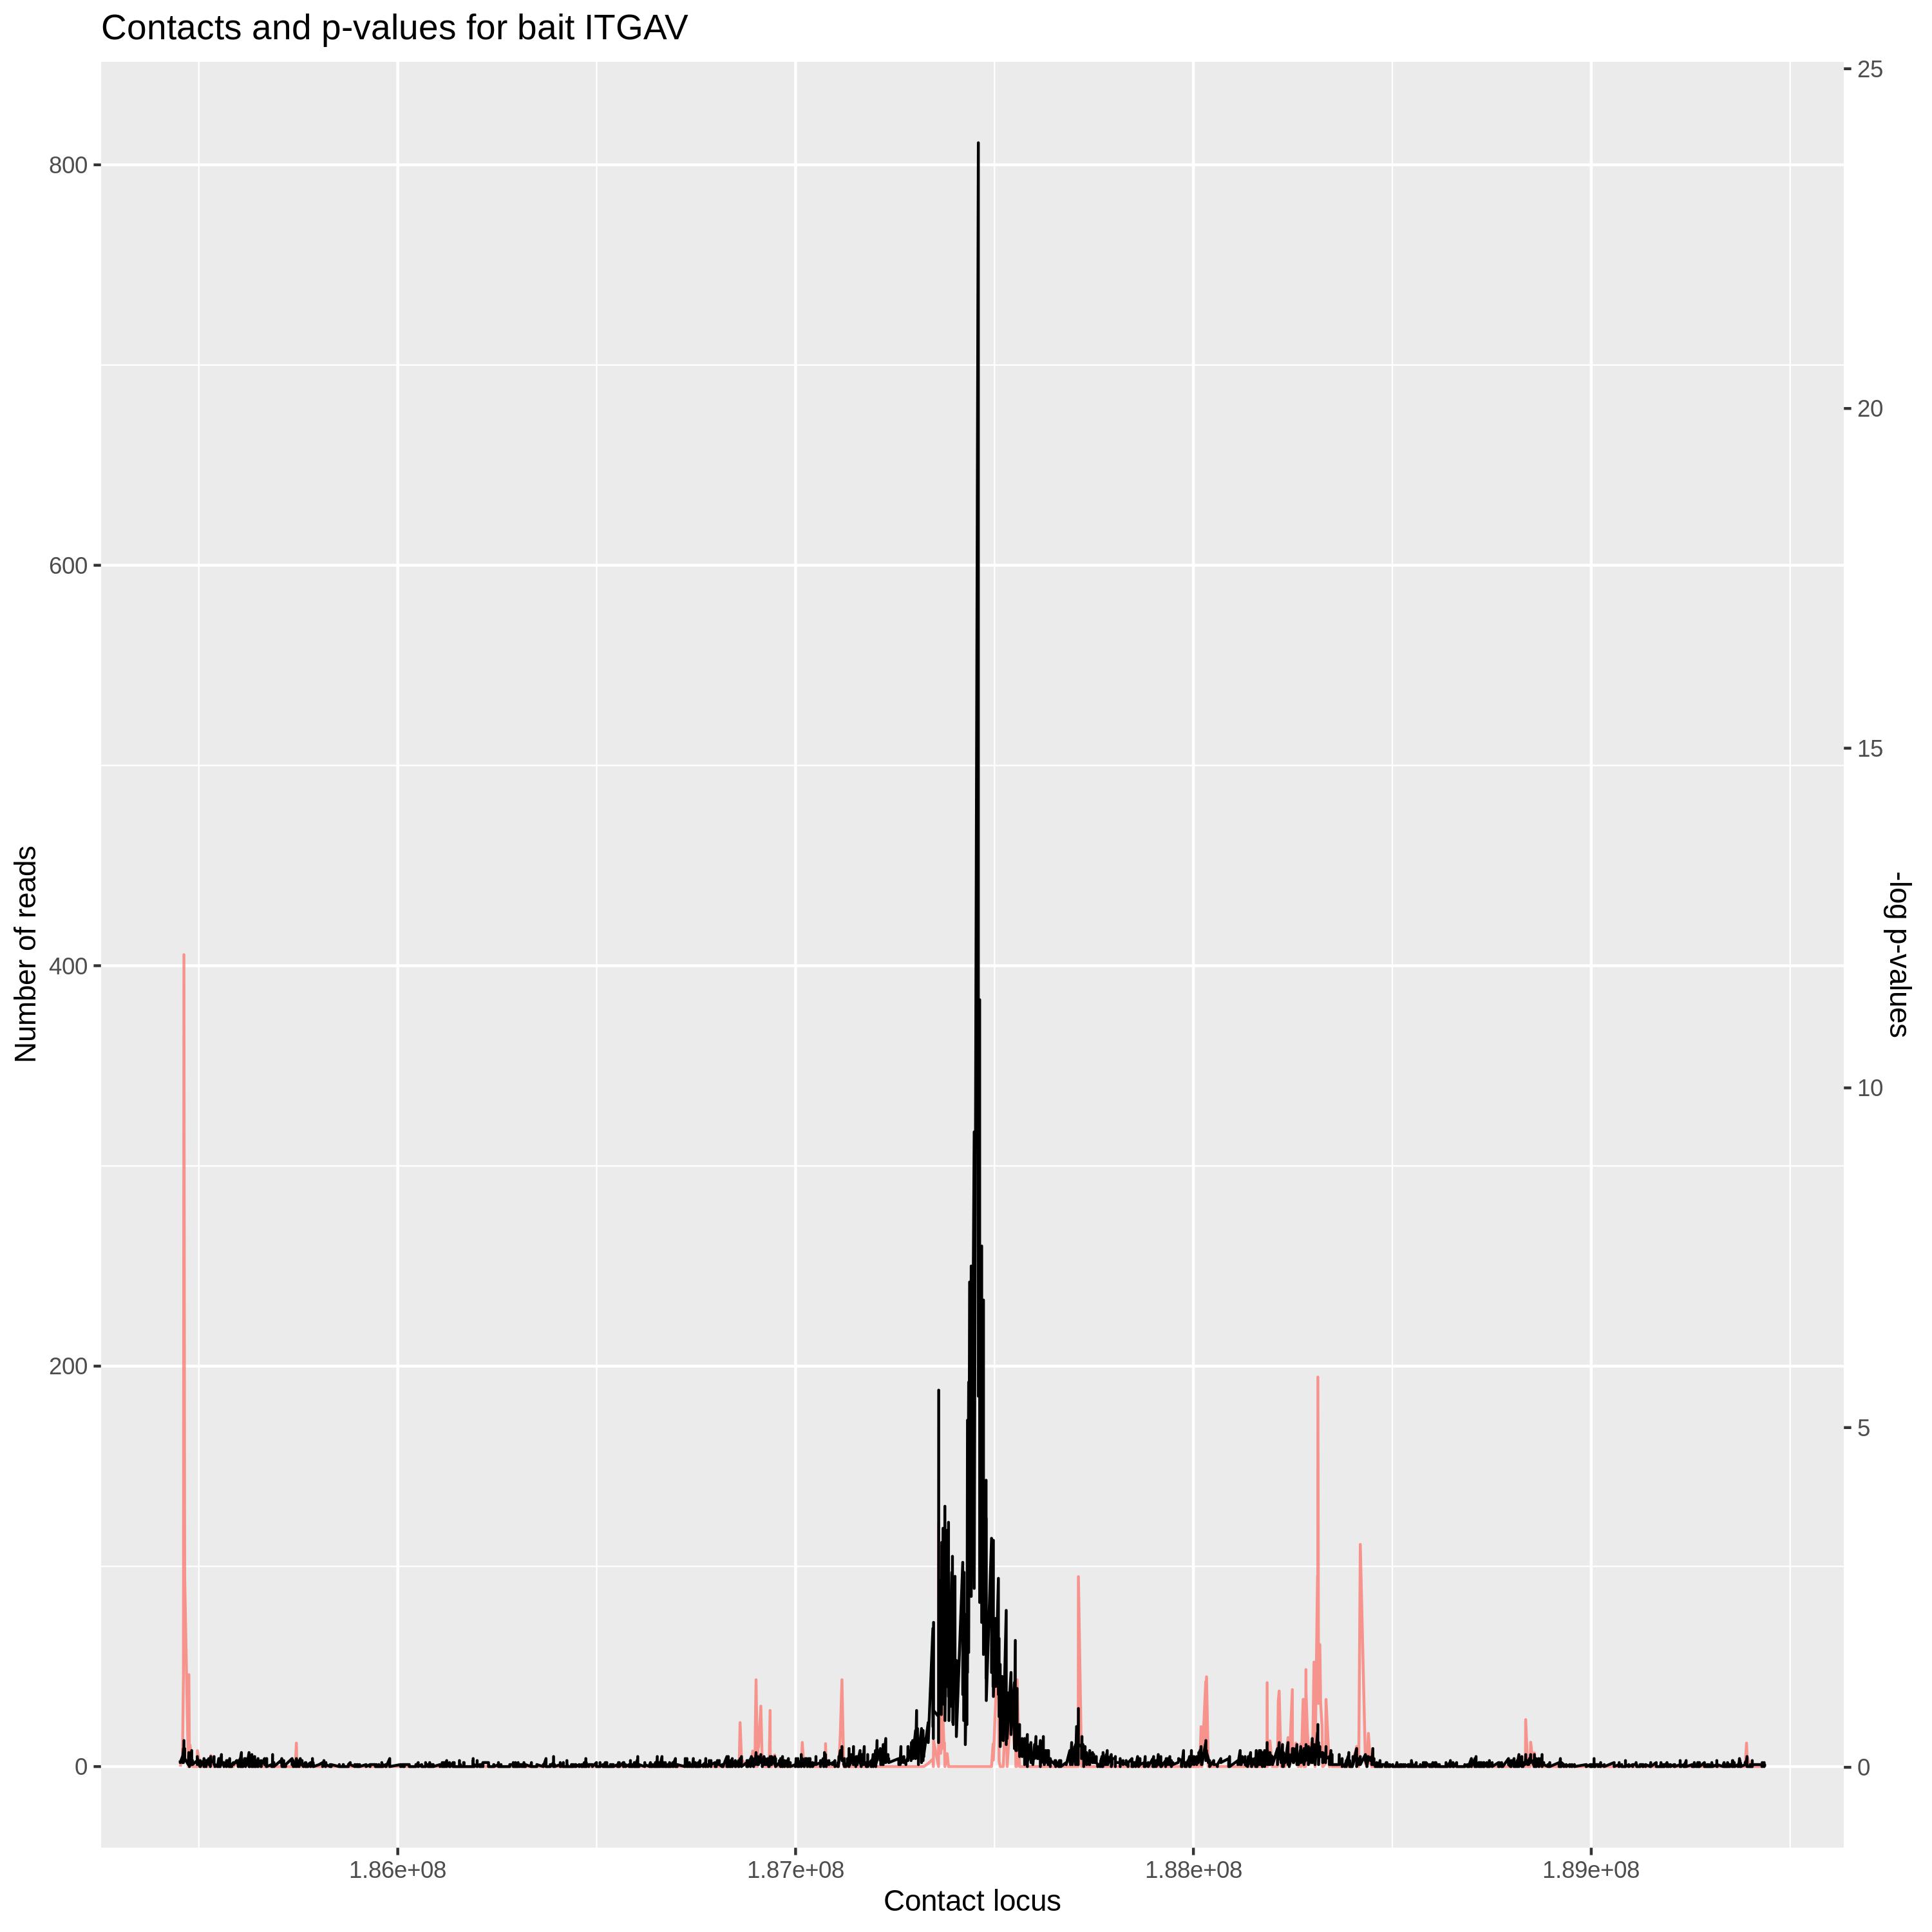 Contacts and p-values for bait ITGAV
800
600
400
200
0
Number of reads
25
20
15
10
5
0
-log p-values
1.86e+08
1.87e+08
1.88e+08
1.89e+08
Contact locus